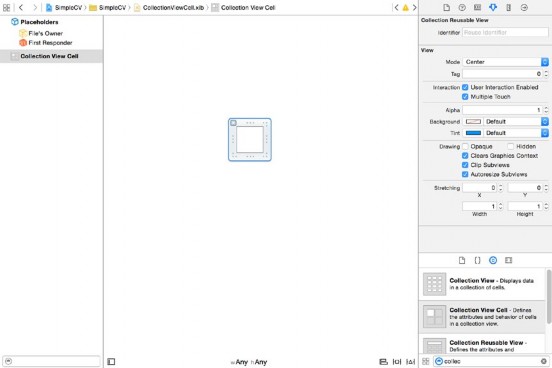 SimpleCV > SimpleCV > CollectionViewCell.xib > Collection View Cell
Placeholders
File's Owner
First Responder
Collection View Cell
wAny hAny
Collection Reusable View
Identifier Reuse Identifier
View
Mode Center
Tag 0
Interaction User Interaction Enabled
Multiple Touch
Alpha 1
Background Default
Tint Default
Drawing Opaque Hidden
Clears Graphics Context
Clip Subviews
Autoresize Subviews
Stretching 0 0
X Y
1 1
Width Height
Collection View - Displays data
in a collection of cells.
Collection View Cell - Defines
the attributes and behavior of cells
in a collection view.
Collection Reusable View -
Defines the attributes and
collec